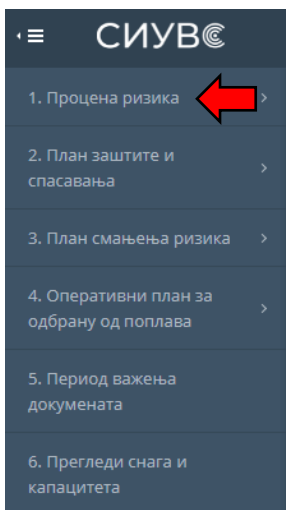 СИУВС
1. Процена ризика
2. План заштите и
спасавања
3. План смањења ризика
4. Оперативни план за
одбрану од поплава
5. Период важења
докумената
6. Прегледи снага и
капацитета